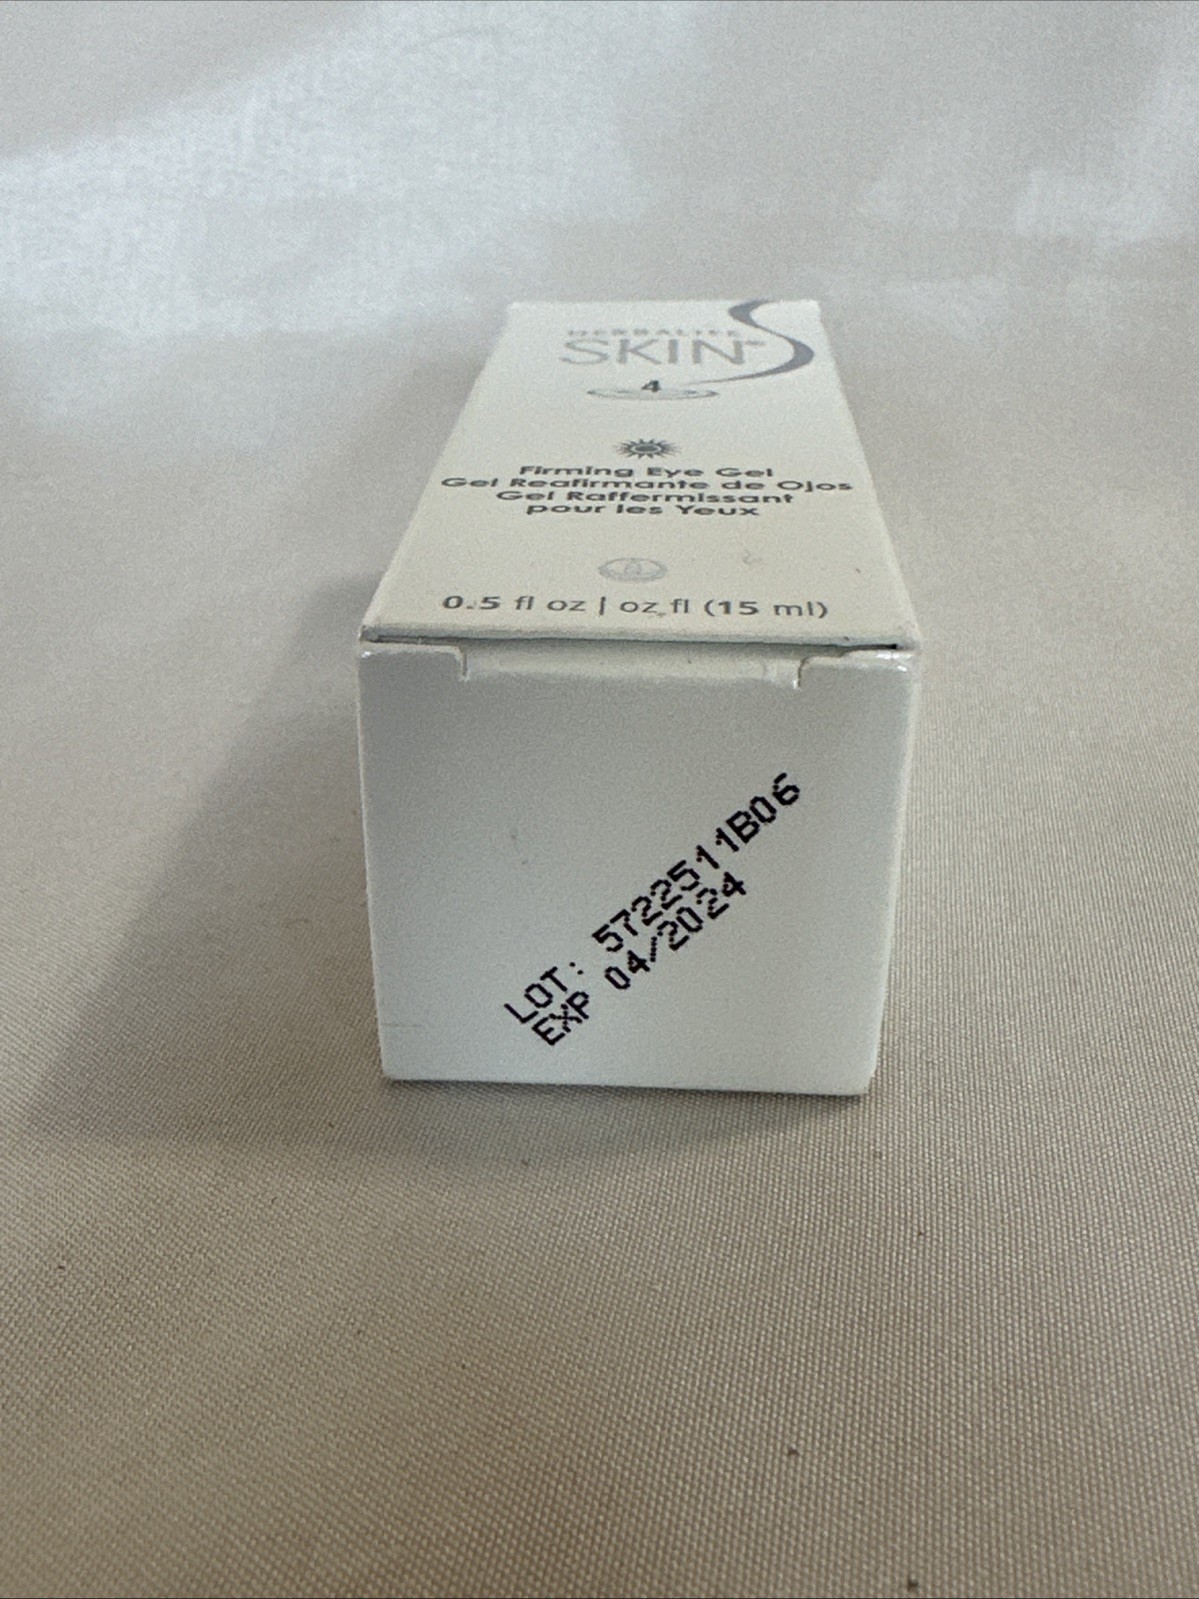 HERBALIFE
SKIN
4
Firming Eye Gel
Gel Reafirmante de Ojos
Gel Raffermissant
pour les Yeux
0.5 fl oz | oz fl (15 ml)
LOT: 5722511B06
EXP 04/2024